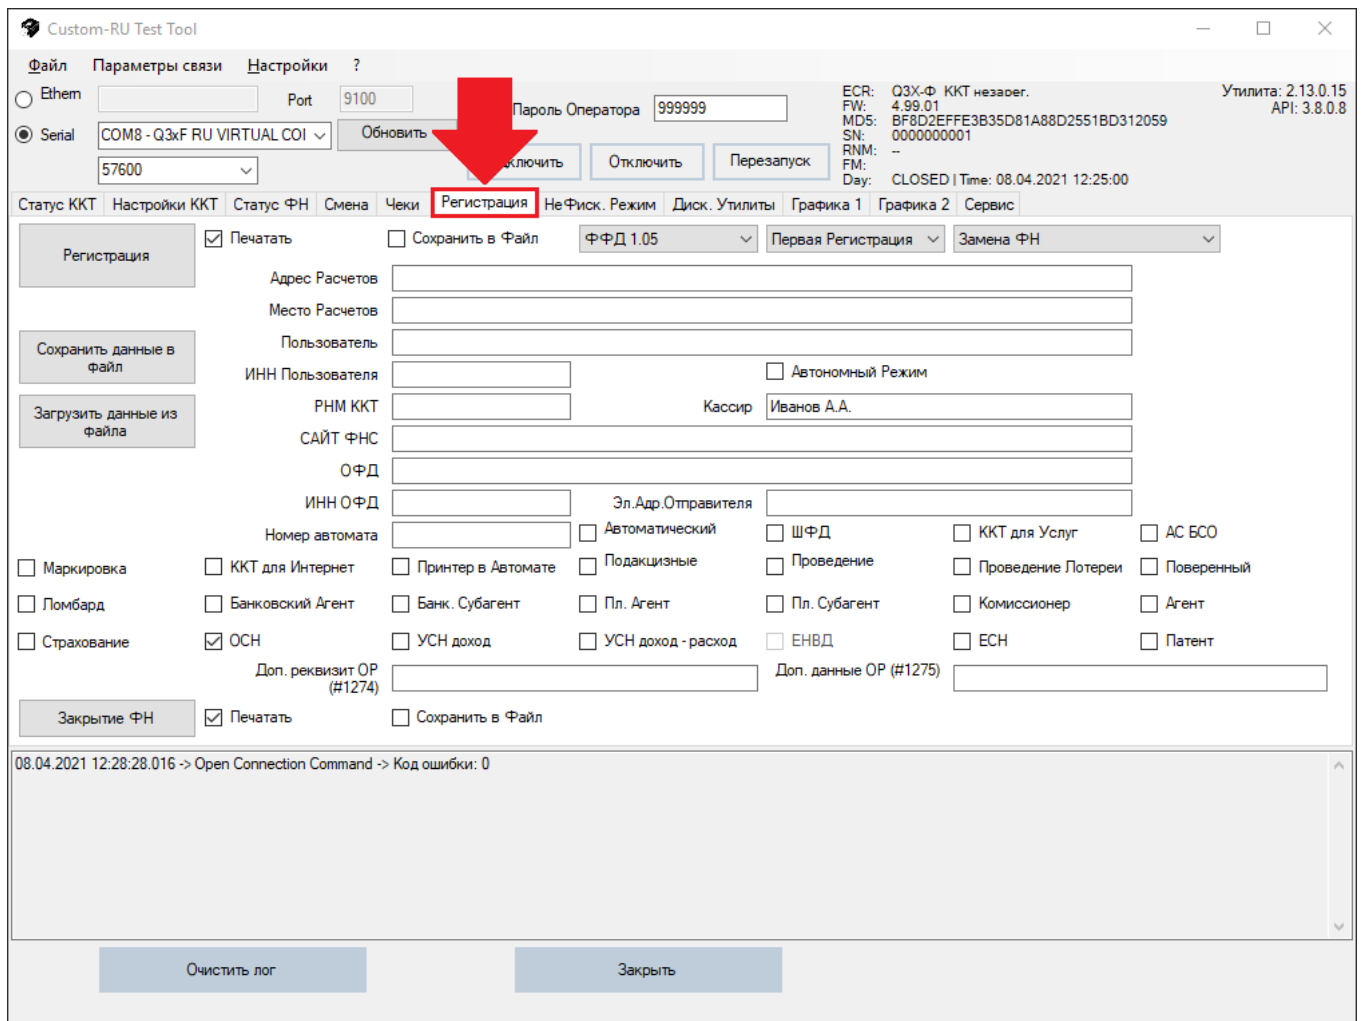 Custom-RU Test Tool
Файл Параметры связи Настройки ?
Ethern Port 9100
Пароль Оператора 999999
Serial COM8 - Q3xF RU VIRTUAL COI Обновить
57600
ключить Отключить Перезапуск
ECR: Q3X-Ф ККТ незарег.
FW: 4.99.01
MD5: BF8D2EFFE3B35D81A88D2551BD312059
SN: 0000000001
RNM: --
FM:
Day: CLOSED | Time: 08.04.2021 12:25:00
Утилита: 2.13.0.15
API: 3.8.0.8
Статус ККТ Настройки ККТ Статус ФН Смена Чеки Регистрация НеФиск. Режим Диск. Утилиты Графика 1 Графика 2 Сервис
Регистрация Печатать Сохранить в Файл ФФД 1.05 Первая Регистрация Замена ФН
Адрес Расчетов
Место Расчетов
Пользователь
Сохранить данные в
файл
ИНН Пользователя Автономный Режим
РНМ ККТ Кассир Иванов А.А.
Загрузить данные из
файла
САЙТ ФНС
ОФД
ИНН ОФД Эл.Адр.Отправителя
Номер автомата Автоматический ШФД ККТ для Услуг АС БСО
Маркировка ККТ для Интернет Принтер в Автомате Подакцизные Проведение Проведение Лотереи Поверенный
Ломбард Банковский Агент Банк. Субагент Пл. Агент Пл. Субагент Комиссионер Агент
Страхование ОСН УСН доход УСН доход - расход ЕНВД ЕСН Патент
Доп. реквизит ОР
(#1274)
Доп. данные ОР (#1275)
Закрытие ФН Печатать Сохранить в Файл
08.04.2021 12:28:28.016 -> Open Connection Command -> Код ошибки: 0
Очистить лог Закрыть